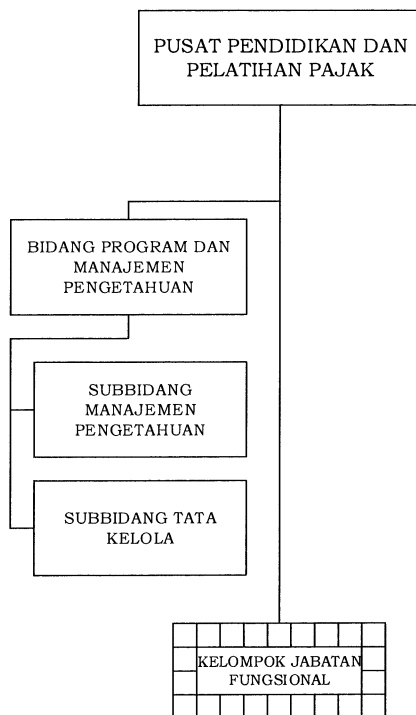 PUSAT PENDIDIKAN DAN
PELATIHAN PAJAK
BIDANG PROGRAM DAN
MANAJEMEN
PENGETAHUAN
SUBBIDANG
MANAJEMEN
PENGETAHUAN
SUBBIDANG TATA
KELOLA
KELOMPOK JABATAN
FUNGSIONAL